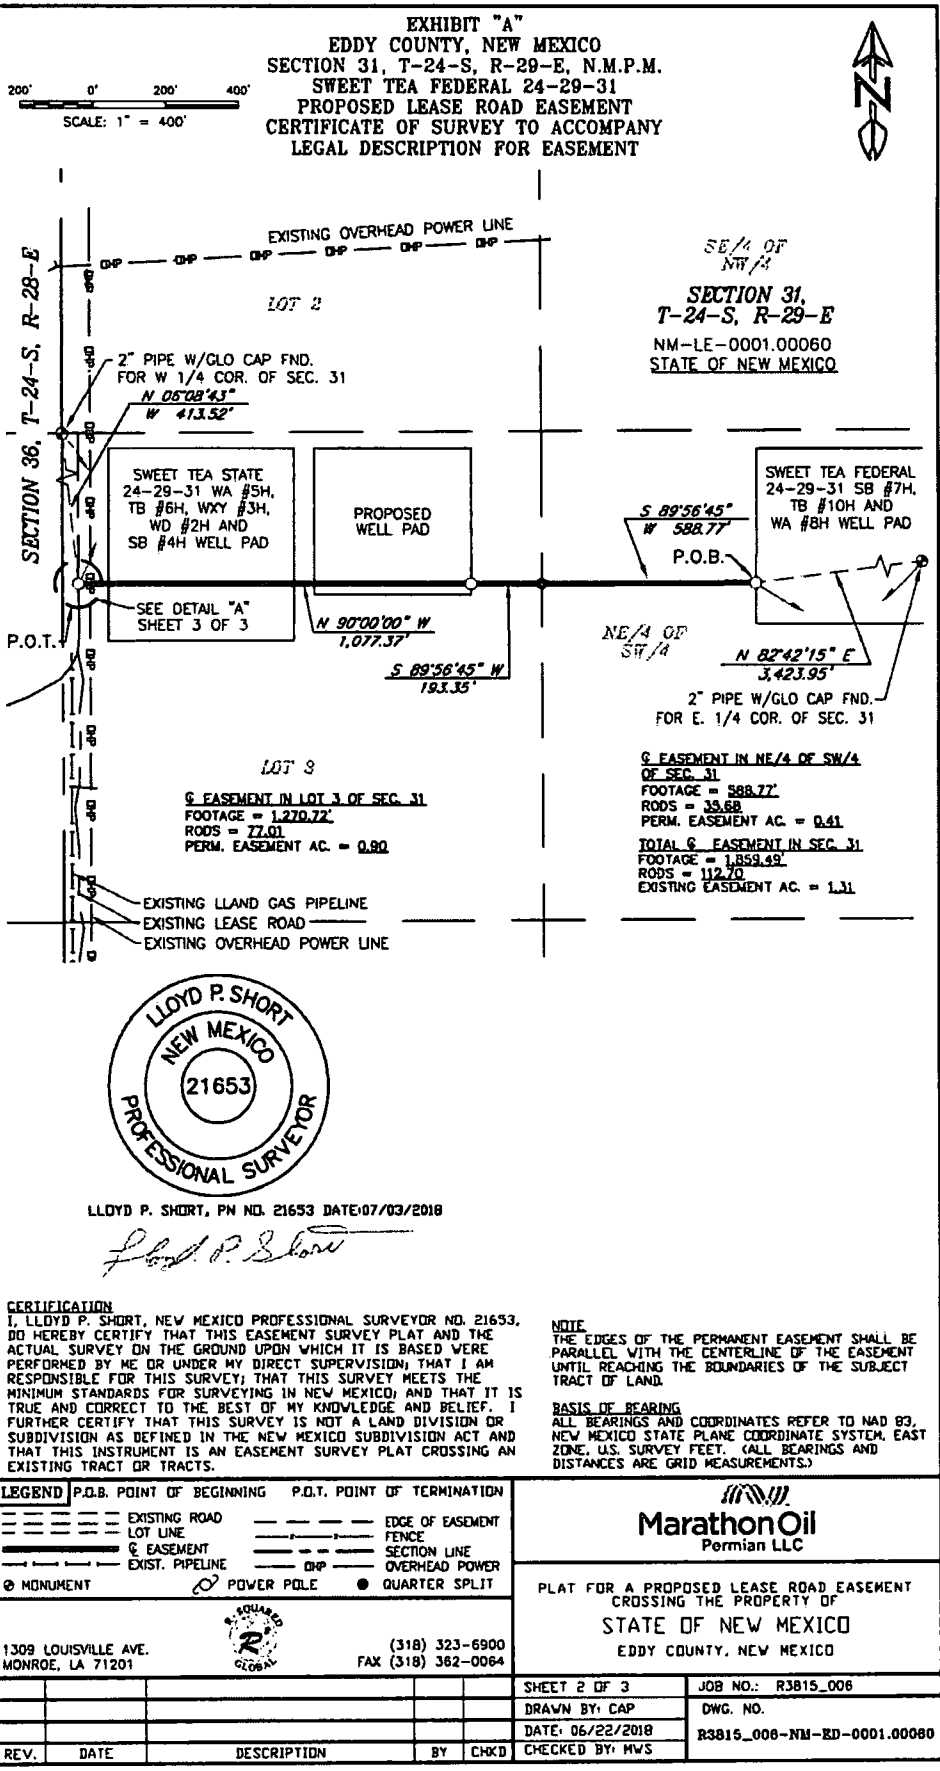 EXHIBIT "A"
EDDY COUNTY, NEW MEXICO
SECTION 31, T-24-S, R-29-E, N.M.P.M.
SWEET TEA FEDERAL 24-29-31
PROPOSED LEASE ROAD EASEMENT
CERTIFICATE OF SURVEY TO ACCOMPANY
LEGAL DESCRIPTION FOR EASEMENT
200' 0' 200' 400'
SCALE: 1" = 400'
N
EXISTING OVERHEAD POWER LINE
OHP OHP OHP OHP OHP OHP
SE/4 OF
NW/4
LOT 2
SECTION 31,
T-24-S, R-29-E
NM-LE-0001.00060
STATE OF NEW MEXICO
SECTION 36, T-24-S, R-28-E
2" PIPE W/GLO CAP FND.
FOR W 1/4 COR. OF SEC. 31
N 06°08'43"
W 413.52'
SWEET TEA STATE
24-29-31 WA #5H,
TB #6H, WXY #3H,
WD #2H AND
SB #4H WELL PAD
PROPOSED
WELL PAD
SWEET TEA FEDERAL
24-29-31 SB #7H,
TB #10H AND
WA #8H WELL PAD
S 89°56'45"
W 588.77'
P.O.B.
SEE DETAIL "A"
SHEET 3 OF 3
P.O.T.
N 90°00'00" W
1,077.37'
S 89°56'45" W
193.35'
NE/4 OF
SW/4
N 82°42'15" E
3,423.95'
2" PIPE W/GLO CAP FND.
FOR E. 1/4 COR. OF SEC. 31
LOT 3
℄ EASEMENT IN LOT 3 OF SEC. 31
FOOTAGE = 1,270.72'
RODS = 77.01
PERM. EASEMENT AC. = 0.90
℄ EASEMENT IN NE/4 OF SW/4
OF SEC. 31
FOOTAGE = 588.77'
RODS = 35.68
PERM. EASEMENT AC. = 0.41
TOTAL ℄ EASEMENT IN SEC. 31
FOOTAGE = 1,859.49'
RODS = 112.70
EXISTING EASEMENT AC. = 1.31
EXISTING LLAND GAS PIPELINE
EXISTING LEASE ROAD
EXISTING OVERHEAD POWER LINE
LLOYD P. SHORT
NEW MEXICO
21653
PROFESSIONAL SURVEYOR
LLOYD P. SHORT, PN NO. 21653 DATE:07/03/2018
Lloyd P. Short
CERTIFICATION
I, LLOYD P. SHORT, NEW MEXICO PROFESSIONAL SURVEYOR NO. 21653,
DO HEREBY CERTIFY THAT THIS EASEMENT SURVEY PLAT AND THE
ACTUAL SURVEY ON THE GROUND UPON WHICH IT IS BASED WERE
PERFORMED BY ME OR UNDER MY DIRECT SUPERVISION; THAT I AM
RESPONSIBLE FOR THIS SURVEY; THAT THIS SURVEY MEETS THE
MINIMUM STANDARDS FOR SURVEYING IN NEW MEXICO; AND THAT IT IS
TRUE AND CORRECT TO THE BEST OF MY KNOWLEDGE AND BELIEF. I
FURTHER CERTIFY THAT THIS SURVEY IS NOT A LAND DIVISION OR
SUBDIVISION AS DEFINED IN THE NEW MEXICO SUBDIVISION ACT AND
THAT THIS INSTRUMENT IS AN EASEMENT SURVEY PLAT CROSSING AN
EXISTING TRACT OR TRACTS.
NOTE
THE EDGES OF THE PERMANENT EASEMENT SHALL BE
PARALLEL WITH THE CENTERLINE OF THE EASEMENT
UNTIL REACHING THE BOUNDARIES OF THE SUBJECT
TRACT OF LAND.
BASIS OF BEARING
ALL BEARINGS AND COORDINATES REFER TO NAD 83,
NEW MEXICO STATE PLANE COORDINATE SYSTEM, EAST
ZONE, U.S. SURVEY FEET. (ALL BEARINGS AND
DISTANCES ARE GRID MEASUREMENTS.)
LEGEND P.O.B. POINT OF BEGINNING P.O.T. POINT OF TERMINATION
EXISTING ROAD
LOT LINE
℄ EASEMENT
EXIST. PIPELINE
EDGE OF EASEMENT
FENCE
SECTION LINE
OHP OVERHEAD POWER
MONUMENT POWER POLE QUARTER SPLIT
MarathonOil
Permian LLC
PLAT FOR A PROPOSED LEASE ROAD EASEMENT
CROSSING THE PROPERTY OF
STATE OF NEW MEXICO
EDDY COUNTY, NEW MEXICO
1309 LOUISVILLE AVE.
MONROE, LA 71201
R-SQUARED
R
GLOBAL
(318) 323-6900
FAX (318) 362-0064
SHEET 2 OF 3
DRAWN BY: CAP
DATE: 06/22/2018
CHECKED BY: MWS
JOB NO.: R3815_006
DWG. NO.
R3815_006-NM-ED-0001.00060
REV. DATE DESCRIPTION BY CHKD